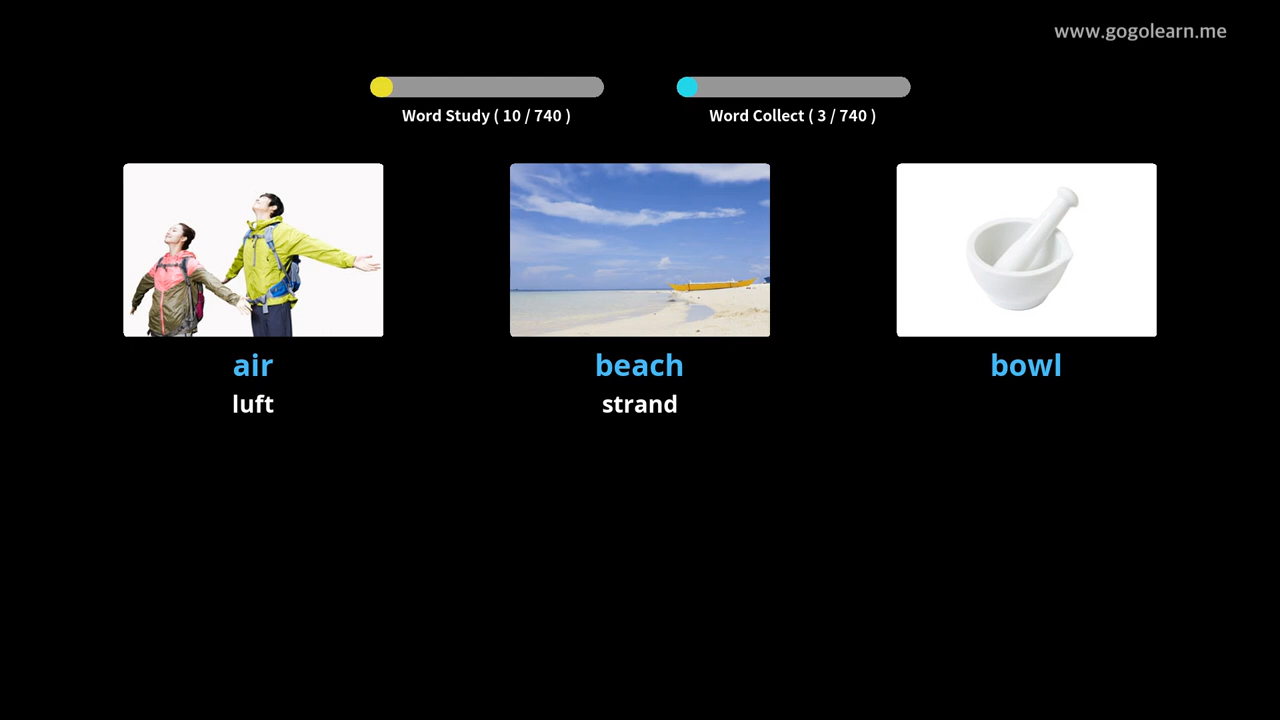 www.gogolearn.me
Word Study ( 10 / 740 )
Word Collect ( 3 / 740 )
air
beach
bowl
luft
strand